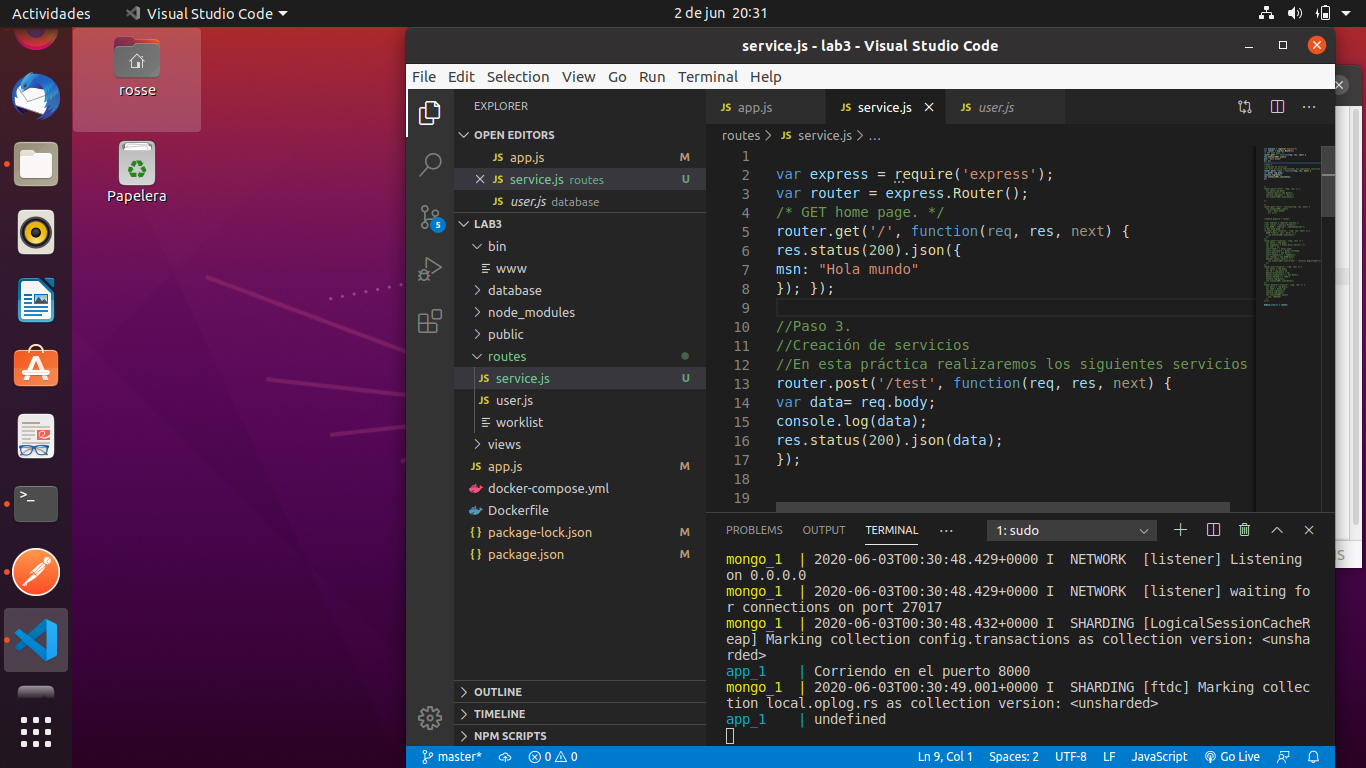 Actividades
Visual Studio Code
2 de jun 20:31
rosse
Papelera
service.js - lab3 - Visual Studio Code
File Edit Selection View Go Run Terminal Help
EXPLORER
OPEN EDITORS
JS app.js M
JS service.js routes U
JS user.js database
5
LAB3
bin
www
database
node_modules
public
routes
JS service.js U
JS user.js
worklist
views
JS app.js M
docker-compose.yml
Dockerfile
{} package-lock.json M
{} package.json M
OUTLINE
TIMELINE
NPM SCRIPTS
JS app.js JS service.js JS user.js
routes > JS service.js > ...
1
2 var express = require('express');
3 var router = express.Router();
4 /* GET home page. */
5 router.get('/', function(req, res, next) {
6 res.status(200).json({
7 msn: "Hola mundo"
8 }); });
9
10 //Paso 3.
11 //Creación de servicios
12 //En esta práctica realizaremos los siguientes servicios
13 router.post('/test', function(req, res, next) {
14 var data= req.body;
15 console.log(data);
16 res.status(200).json(data);
17 });
18
19
PROBLEMS OUTPUT TERMINAL ... 1: sudo
mongo_1 | 2020-06-03T00:30:48.429+0000 I NETWORK [listener] Listening
on 0.0.0.0
mongo_1 | 2020-06-03T00:30:48.429+0000 I NETWORK [listener] waiting fo
r connections on port 27017
mongo_1 | 2020-06-03T00:30:48.432+0000 I SHARDING [LogicalSessionCacheR
eap] Marking collection config.transactions as collection version: <unsha
rded>
app_1 | Corriendo en el puerto 8000
mongo_1 | 2020-06-03T00:30:49.001+0000 I SHARDING [ftdc] Marking collec
tion local.oplog.rs as collection version: <unsharded>
app_1 | undefined
master* 0 0 Ln 9, Col 1 Spaces: 2 UTF-8 LF JavaScript Go Live